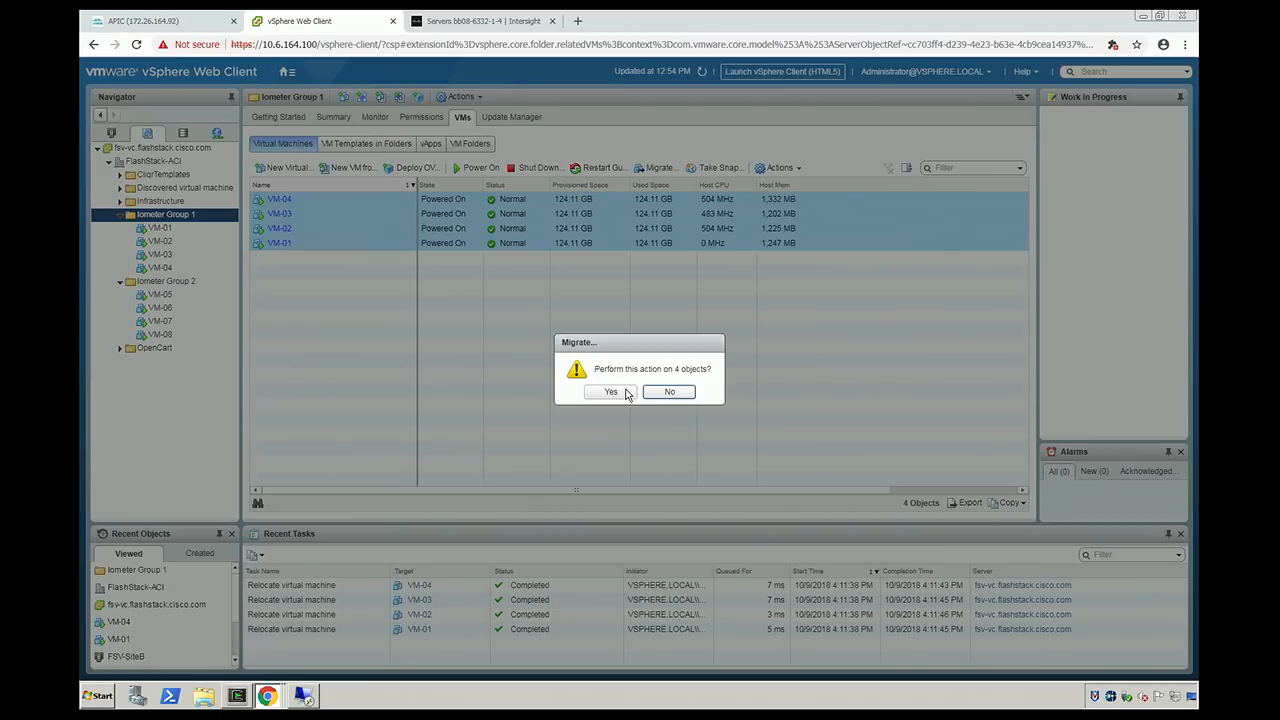 APIC (172.26.164.92)
vSphere Web Client
Servers bb08-6332-1-4 | Intersight
Not secure
https://10.6.164.100/vsphere-client/?csp#extensionId%3Dvsphere.core.folder.relatedVMs%3Bcontext%3Dcom.vmware.core.model%253A%253AServerObjectRef~cc703ff4-d239-4e23-b63e-4cb9cea14937%...
vmware® vSphere Web Client
Updated at 12:54 PM
Launch vSphere Client (HTML5)
Administrator@VSPHERE.LOCAL
Help
Search
Navigator
Iometer Group 1
Actions
Work In Progress
Getting Started Summary Monitor Permissions VMs Update Manager
Virtual Machines VM Templates in Folders vApps VM Folders
fsv-vc.flashstack.cisco.com
FlashStack-ACI
CliqrTemplates
Discovered virtual machine
Infrastructure
Iometer Group 1
VM-01
VM-02
VM-03
VM-04
Iometer Group 2
VM-05
VM-06
VM-07
VM-08
OpenCart
New Virtual... New VM fro... Deploy OV... Power On Shut Down... Restart Gu... Migrate... Take Snap... Actions Filter
Name 1 State Status Provisioned Space Used Space Host CPU Host Mem
VM-04 Powered On Normal 124.11 GB 124.11 GB 504 MHz 1,332 MB
VM-03 Powered On Normal 124.11 GB 124.11 GB 483 MHz 1,202 MB
VM-02 Powered On Normal 124.11 GB 124.11 GB 504 MHz 1,225 MB
VM-01 Powered On Normal 124.11 GB 124.11 GB 0 MHz 1,247 MB
Migrate...
Perform this action on 4 objects?
Yes No
4 Objects Export Copy
Alarms
All (0) New (0) Acknowledged...
Recent Objects
Viewed Created
Iometer Group 1
FlashStack-ACI
fsv-vc.flashstack.cisco.com
VM-04
VM-01
FSV-SiteB
Recent Tasks
Filter
Task Name Target Status Initiator Queued For Start Time 1 Completion Time Server
Relocate virtual machine VM-04 Completed VSPHERE.LOCAL\\... 7 ms 10/9/2018 4:11:38 PM 10/9/2018 4:11:43 PM fsv-vc.flashstack.cisco.com
Relocate virtual machine VM-03 Completed VSPHERE.LOCAL\\... 7 ms 10/9/2018 4:11:38 PM 10/9/2018 4:11:45 PM fsv-vc.flashstack.cisco.com
Relocate virtual machine VM-02 Completed VSPHERE.LOCAL\\... 3 ms 10/9/2018 4:11:38 PM 10/9/2018 4:11:45 PM fsv-vc.flashstack.cisco.com
Relocate virtual machine VM-01 Completed VSPHERE.LOCAL\\... 5 ms 10/9/2018 4:11:38 PM 10/9/2018 4:11:45 PM fsv-vc.flashstack.cisco.com
Start